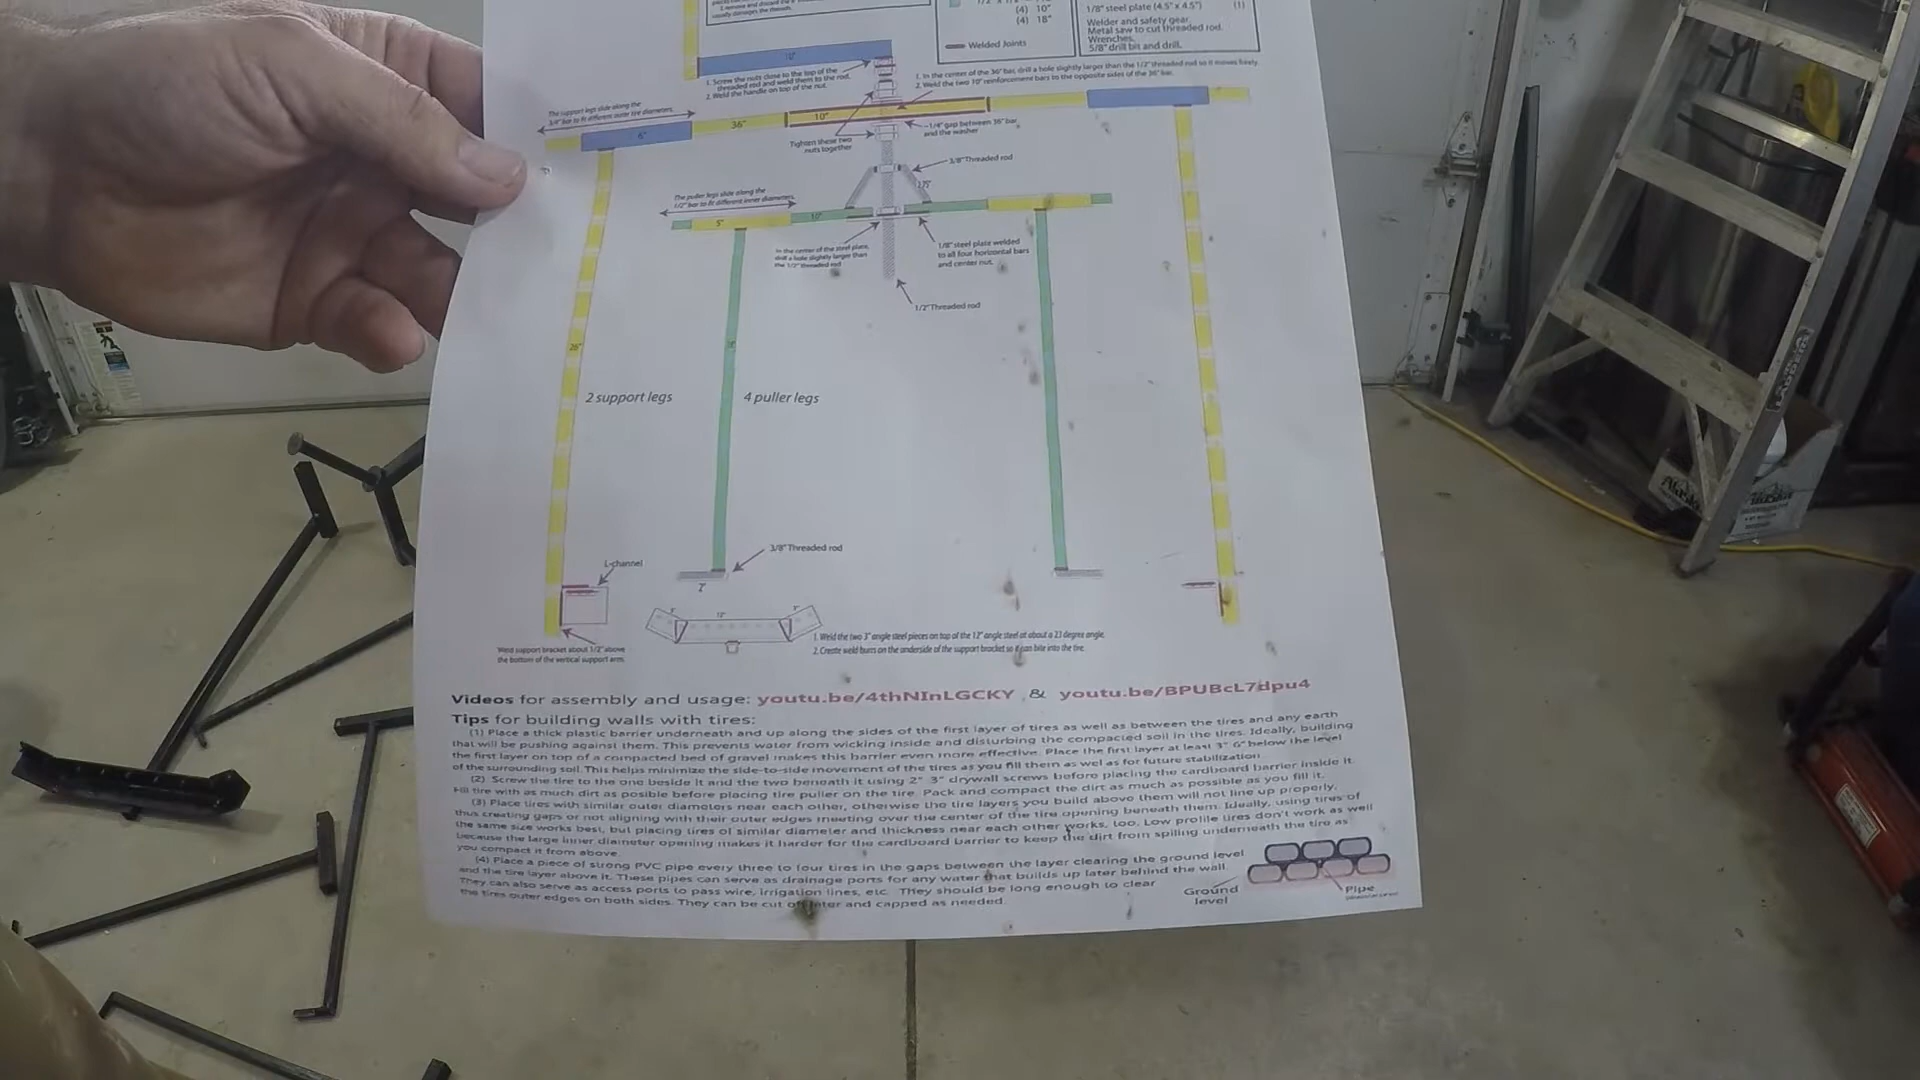 usually damages the threads.
(4) 10"
(4) 18"
Welded Joints
1/8" steel plate (4.5" x 4.5") (1)
Welder and safety gear
Metal saw to cut threaded rod.
Wrenches.
5/8" drill bit and drill.
10"
1. Screw the nuts close to the top of the
threaded rod and weld them to the rod.
2. Weld the handle on top of the nut.
1. In the center of the 36" bar, drill a hole slightly larger than the 1/2" threaded rod so it moves freely.
2. Weld the two 10" reinforcement bars to the opposite sides of the 36" bar.
The support legs slide along the
3/4" bar to fit different outer tire diameters.
6"
36"
10"
~1/4" gap between 36" bar
and the washer
Tighten these two
nuts together
3/8" Threaded rod
The puller legs slide along the
1/2" bar to fit different inner diameters.
5"
10"
In the center of the steel plate,
drill a hole slightly larger than
the 1/2" threaded rod
1/8" steel plate welded
to all four horizontal bars
and center nut.
1/2" Threaded rod
26"
2 support legs
4 puller legs
3/8" Threaded rod
L-channel
2"
3"
12"
3"
1. Weld the two 3" angle steel pieces on top of the 12" angle steel at about a 23 degree angle.
2. Create weld burrs on the underside of the support bracket so it can bite into the tire.
Weld support bracket about 1/2" above
the bottom of the vertical support arm.
Videos for assembly and usage: youtu.be/4thNInLGCKY & youtu.be/BPUBcL7dpu4
Tips for building walls with tires:
(1) Place a thick plastic barrier underneath and up along the sides of the first layer of tires as well as between the tires and any earth
that will be pushing against them. This prevents water from wicking inside and disturbing the compacted soil in the tires. Ideally, building
the first layer on top of a compacted bed of gravel makes this barrier even more effective. Place the first layer at least 3" 6" below the level
of the surrounding soil. This helps minimize the side-to-side movement of the tires as you fill them as wel as for future stabilization.
(2) Screw the tire to the one beside it and the two beneath it using 2" 3" drywall screws before placing the cardboard barrier inside it.
Fill tire with as much dirt as posible before placing tire puller on the tire. Pack and compact the dirt as much as possible as you fill it.
(3) Place tires with similar outer diameters near each other, otherwise the tire layers you build above them will not line up properly,
thus creating gaps or not aligning with their outer edges meeting over the center of the tire opening beneath them. Ideally, using tires of
the same size works best, but placing tires of similar diameter and thickness near each other works, too. Low profile tires don't work as well
because the large inner diameter opening makes it harder for the cardboard barrier to keep the dirt from spilling underneath the tire as
you compact it from above.
(4) Place a piece of strong PVC pipe every three to four tires in the gaps between the layer clearing the ground level
and the tire layer above it. These pipes can serve as drainage ports for any water that builds up later behind the wall.
They can also serve as access ports to pass wire, irrigation lines, etc. They should be long enough to clear
the tires outer edges on both sides. They can be cut off later and capped as needed.
Ground
level
Pipe